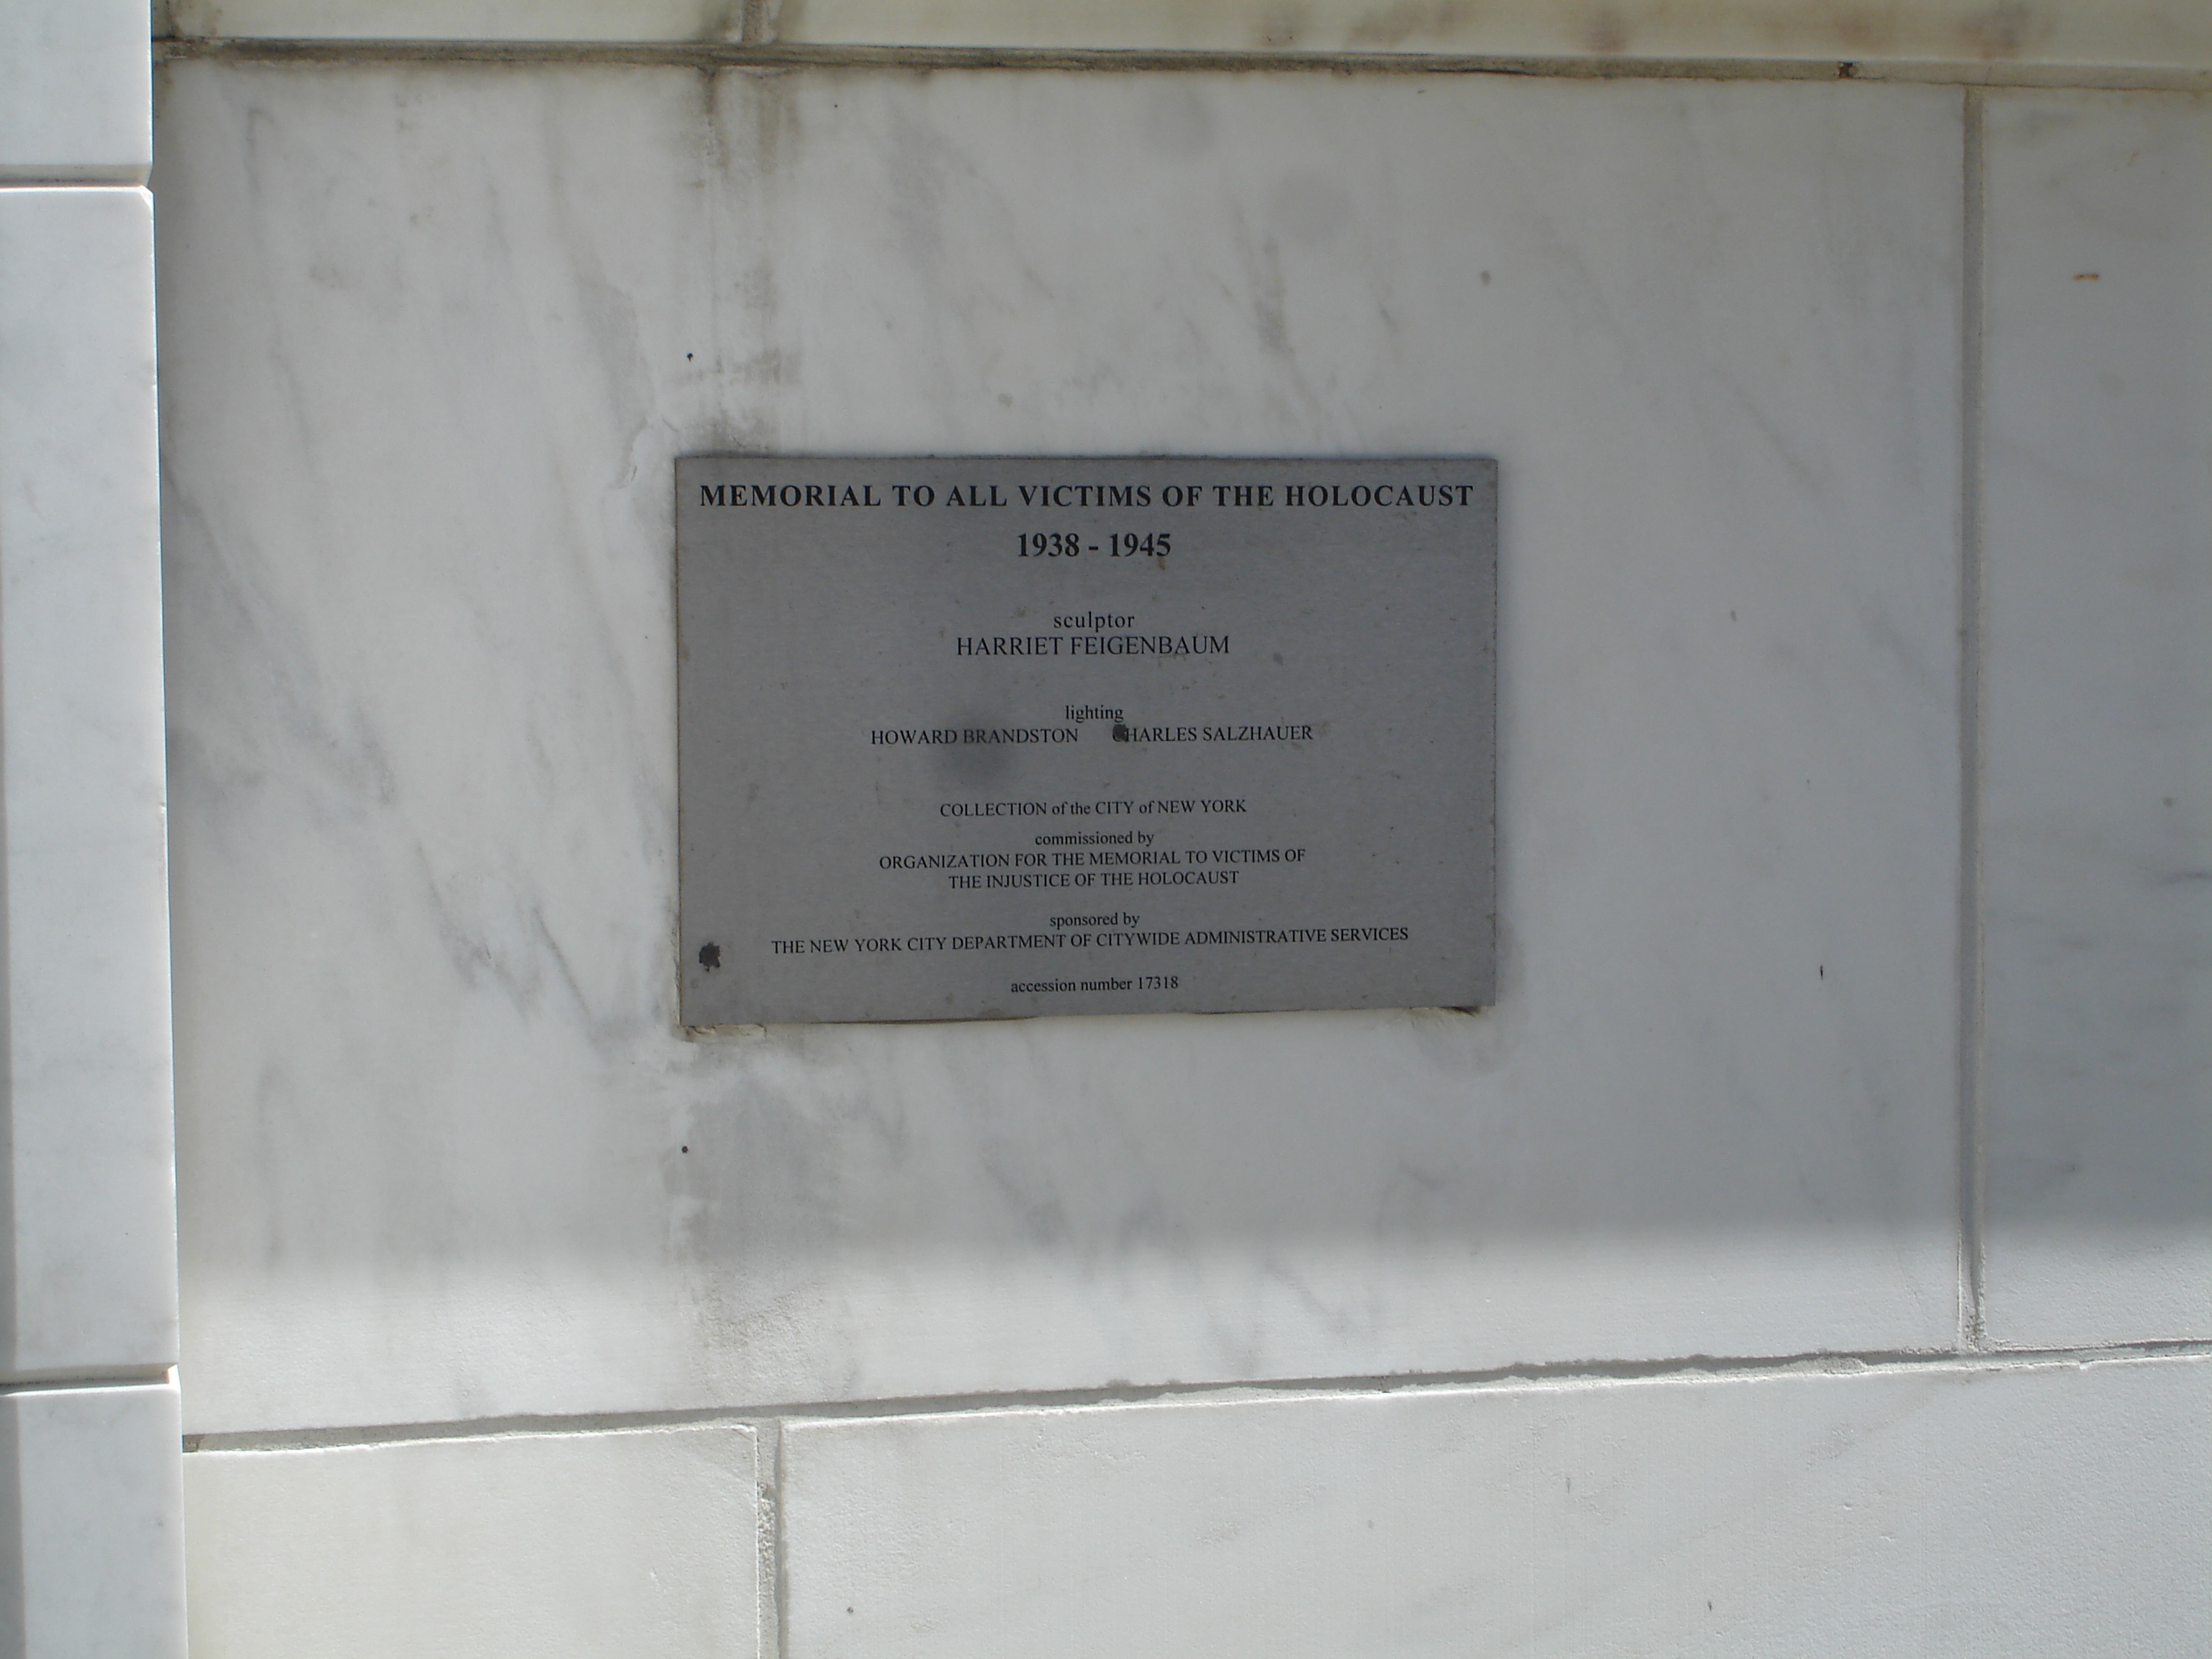 MEMORIAL TO ALL VICTIMS OF THE HOLOCAUST
1938 - 1945
sculptor
HARRIET FEIGENBAUM
lighting
HOWARD BRANDSTON CHARLES SALZHAUER
COLLECTION of the CITY of NEW YORK
commissioned by
ORGANIZATION FOR THE MEMORIAL TO VICTIMS OF
THE INJUSTICE OF THE HOLOCAUST
sponsored by
THE NEW YORK CITY DEPARTMENT OF CITYWIDE ADMINISTRATIVE SERVICES
accession number 17318